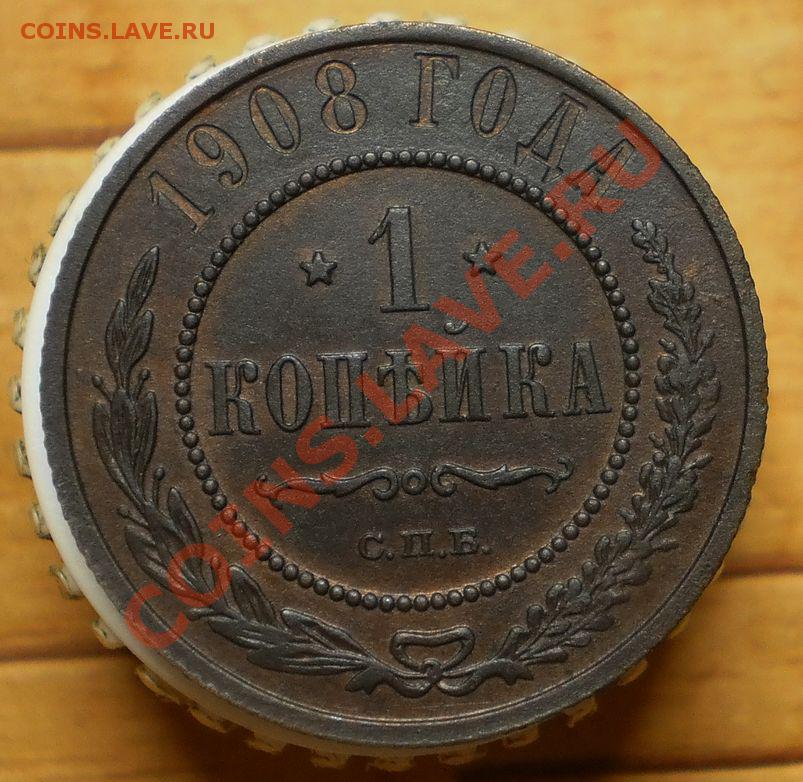 COINS.LAVE.RU
1908 ГОДА
1
КОПѢЙКА
С.П.Б.
COINS.LAVE.RU